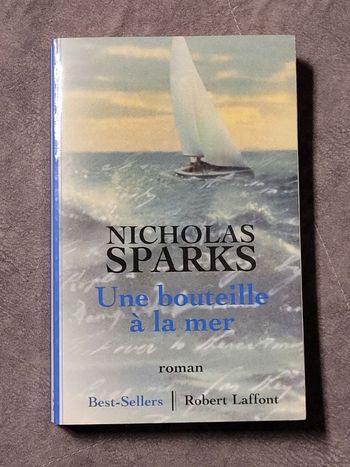 NICHOLAS
SPARKS
Une bouteille
à la mer
roman
Best-Sellers | Robert Laffont